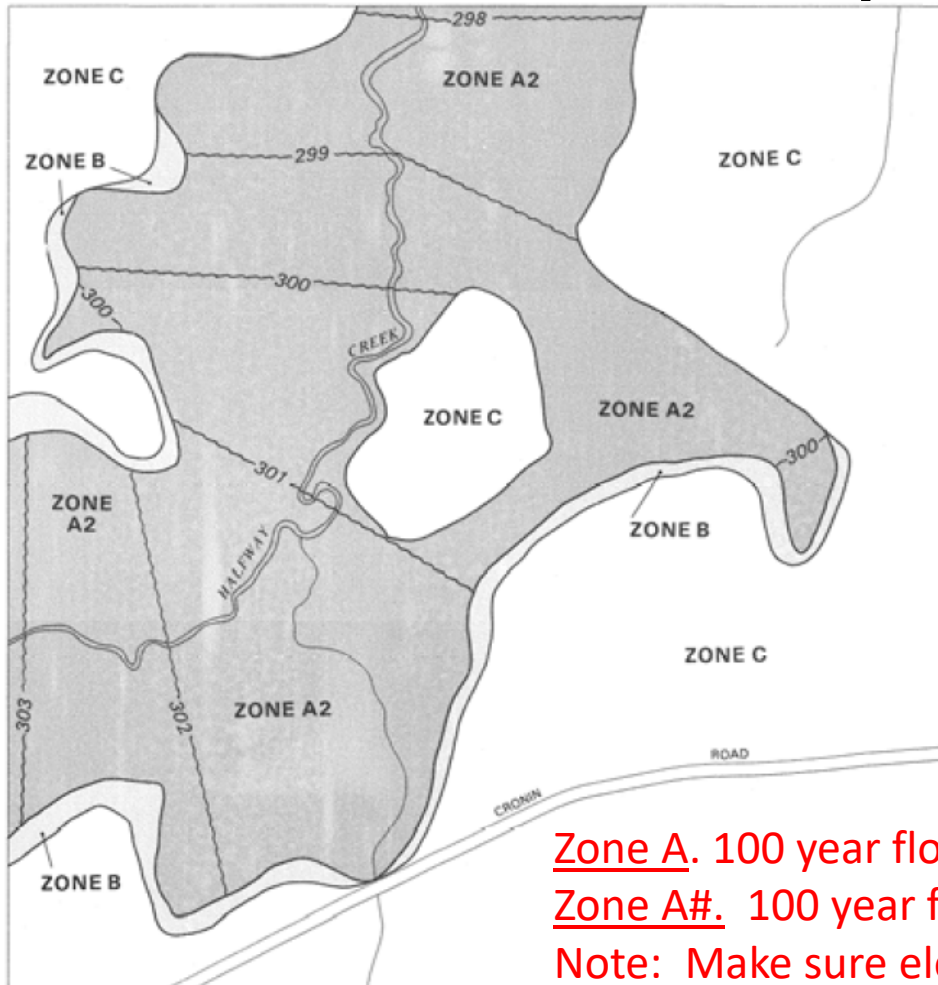 298
ZONE C
ZONE A2
299
ZONE B
ZONE C
300
300
CREEK
ZONE C
ZONE A2
300
301
ZONE
A2
ZONE B
HALFWAY
ZONE C
303
302
ZONE A2
ROAD
CRONIN
ZONE B
Zone A. 100 year flo
Zone A#. 100 year f
Note: Make sure ele